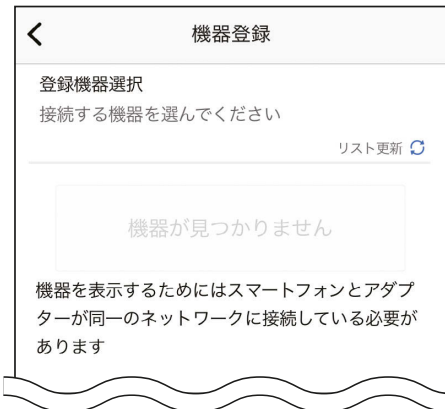 機器登録
登録機器選択
接続する機器を選んでください
リスト更新
機器が見つかりません
機器を表示するためにはスマートフォンとアダプ
ターが同一のネットワークに接続している必要が
あります